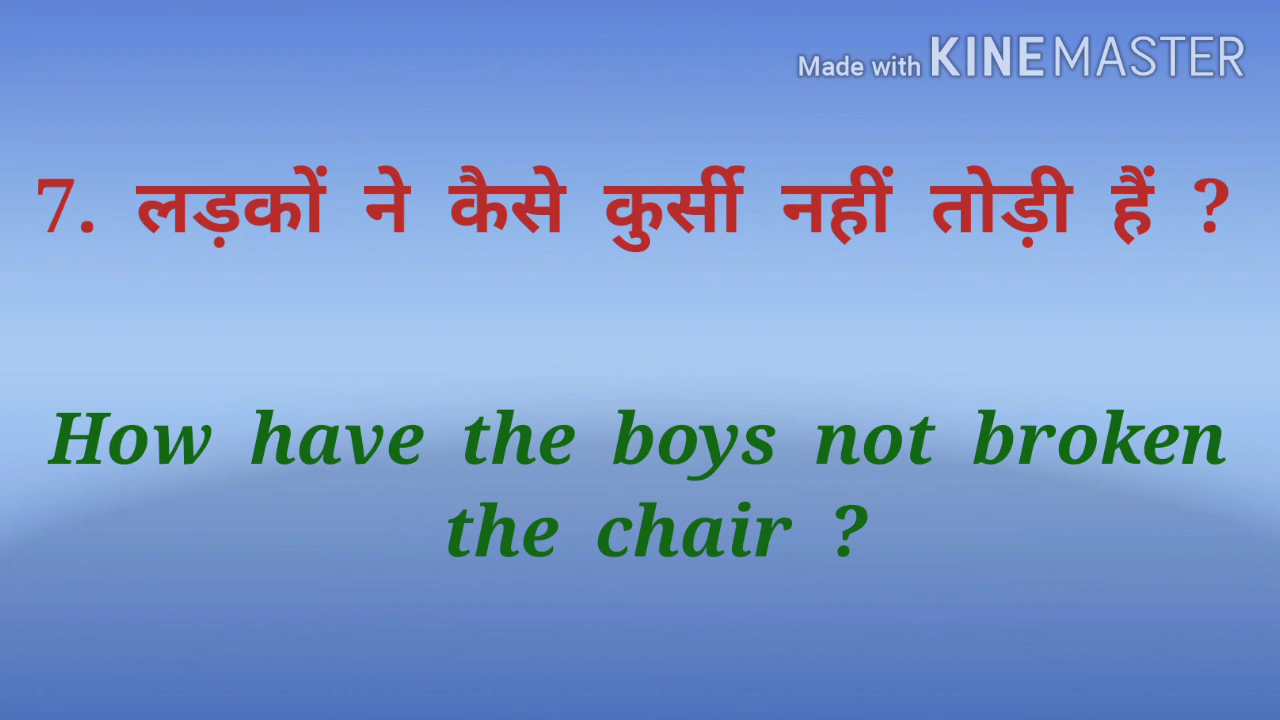 Made with KINEMASTER
7. लड़कों ने कैसे कुर्सी नहीं तोड़ी हैं ?
How have the boys not broken
the chair ?